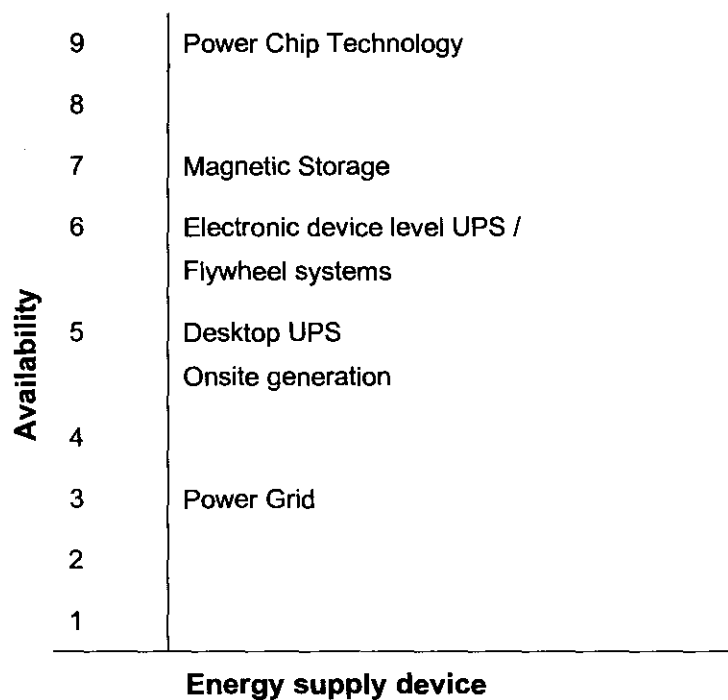 9 Power Chip Technology
8
7 Magnetic Storage
6 Electronic device level UPS /
Flywheel systems
5 Desktop UPS
Onsite generation
4
3 Power Grid
2
1
Availability
Energy supply device